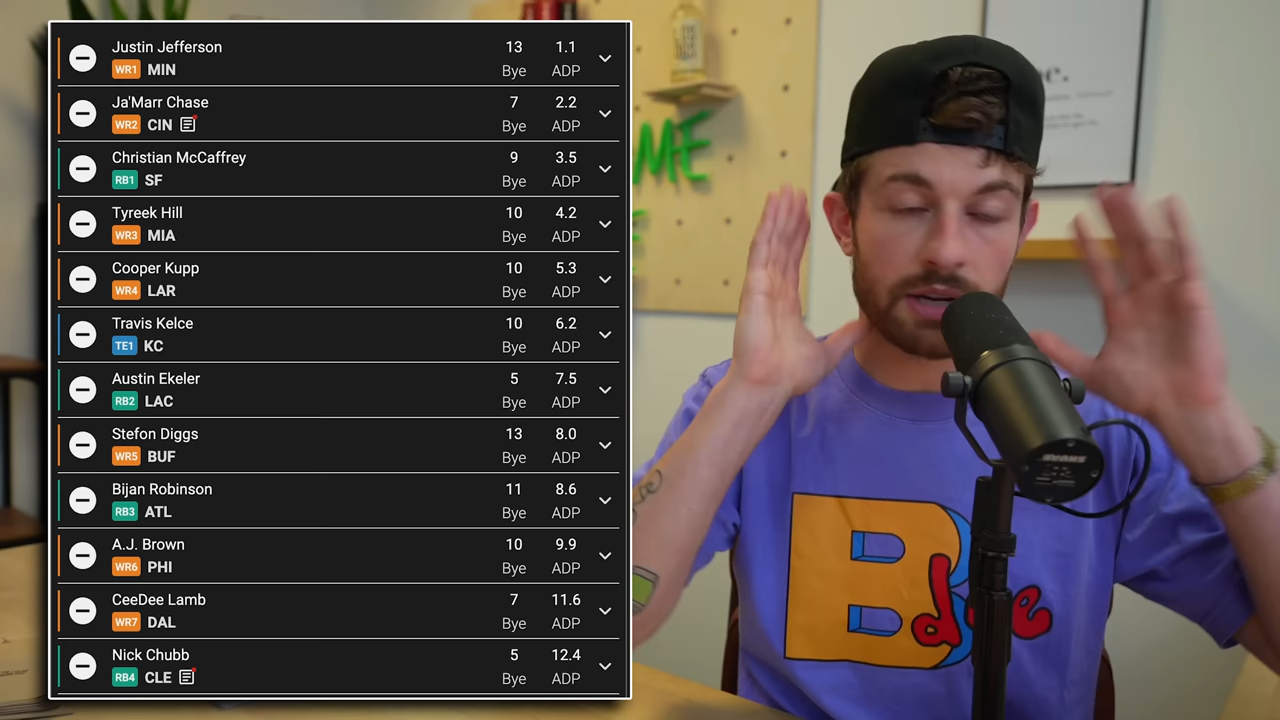 Justin Jefferson 13 1.1
WR1 MIN Bye ADP
Ja'Marr Chase 7 2.2
WR2 CIN Bye ADP
Christian McCaffrey 9 3.5
RB1 SF Bye ADP
Tyreek Hill 10 4.2
WR3 MIA Bye ADP
Cooper Kupp 10 5.3
WR4 LAR Bye ADP
Travis Kelce 10 6.2
TE1 KC Bye ADP
Austin Ekeler 5 7.5
RB2 LAC Bye ADP
Stefon Diggs 13 8.0
WR5 BUF Bye ADP
Bijan Robinson 11 8.6
RB3 ATL Bye ADP
A.J. Brown 10 9.9
WR6 PHI Bye ADP
CeeDee Lamb 7 11.6
WR7 DAL Bye ADP
Nick Chubb 5 12.4
RB4 CLE Bye ADP
ME
B